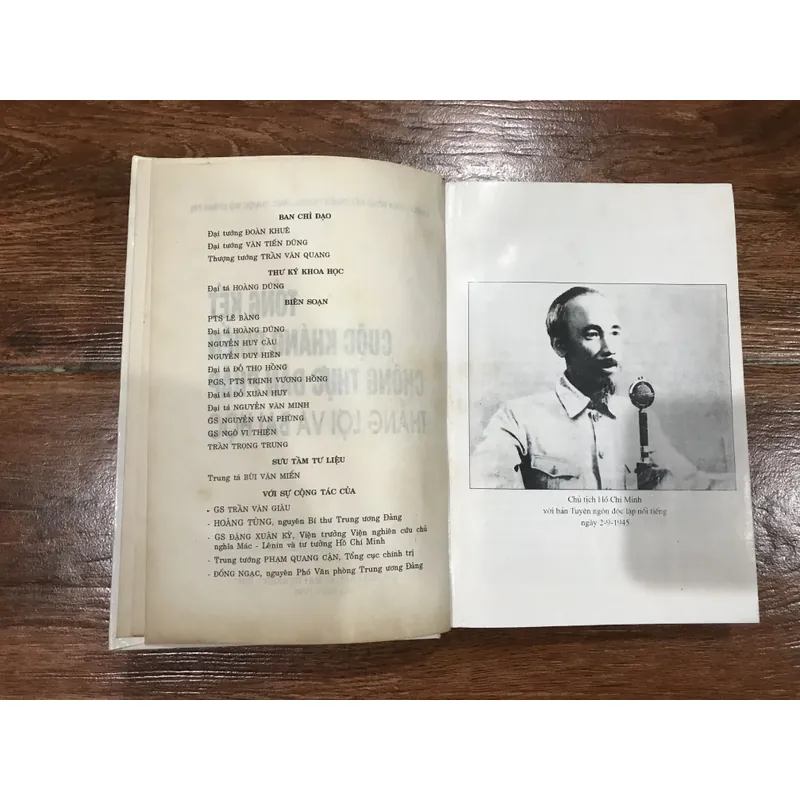 BAN CHỈ ĐẠO
Đại tướng ĐOÀN KHUÊ
Đại tướng VĂN TIẾN DŨNG
Thượng tướng TRẦN VĂN QUANG
THƯ KÝ KHOA HỌC
Đại tá HOÀNG DŨNG
BIÊN SOẠN
PTS LÊ BẰNG
Đại tá HOÀNG DŨNG
NGUYỄN HUY CẦU
NGUYỄN DUY HIỀN
Đại tá ĐỖ THỌ HỒNG
PGS, PTS TRỊNH VƯƠNG HỒNG
Đại tá ĐỖ XUÂN HUY
Đại tá NGUYỄN VĂN MINH
GS NGUYỄN VĂN PHÙNG
GS NGÔ VI THIỆN
TRẦN TRỌNG TRUNG
SƯU TẦM TƯ LIỆU
Trung tá BÙI VĂN MIỄN
VỚI SỰ CỘNG TÁC CỦA
- GS TRẦN VĂN GIÀU
- HOÀNG TÙNG, nguyên Bí thư Trung ương Đảng
- GS ĐẶNG XUÂN KỲ, Viện trưởng Viện nghiên cứu chủ
nghĩa Mác - Lênin và tư tưởng Hồ Chí Minh
- Trung tướng PHẠM QUANG CẬN, Tổng cục chính trị
- ĐỐNG NGẠC, nguyên Phó Văn phòng Trung ương Đảng
Chủ tịch Hồ Chí Minh
với bản Tuyên ngôn độc lập nổi tiếng
ngày 2-9-1945